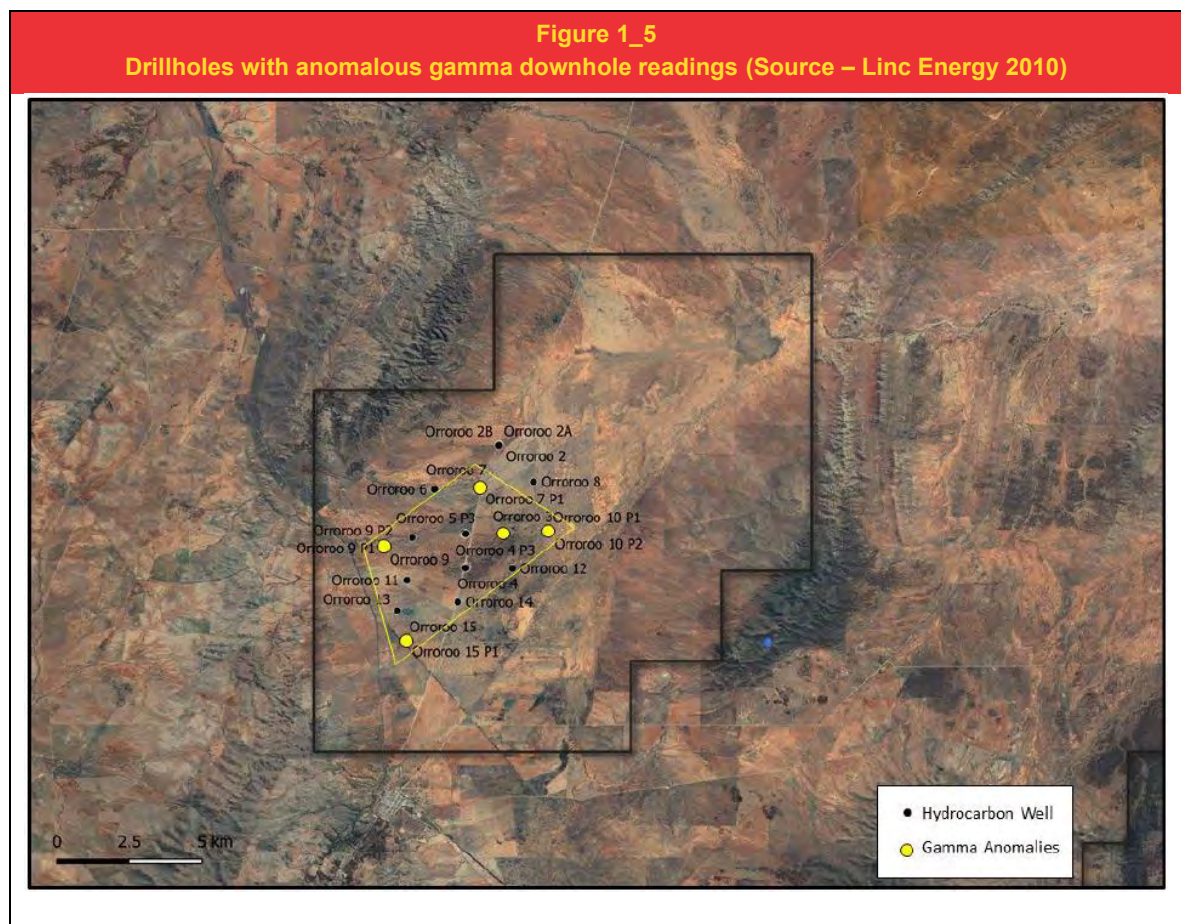 Figure 1_5
Drillholes with anomalous gamma downhole readings (Source – Linc Energy 2010)
Orroroo 2B Orroroo 2A
Orroroo 2
Orroroo 7
Orroroo 6
Orroroo 8
Orroroo 7 P1
Orroroo 5 P3
Orroroo 3
Orroroo 10 P1
Orroroo 9 P2
Orroroo 10 P2
Orroroo 9 P1
Orroroo 4 P3
Orroroo 9
Orroroo 12
Orroroo 11
Orroroo 4
Orroroo 14
Orroroo 13
Orroroo 15
Orroroo 15 P1
Hydrocarbon Well
Gamma Anomalies
0 2.5 5 km